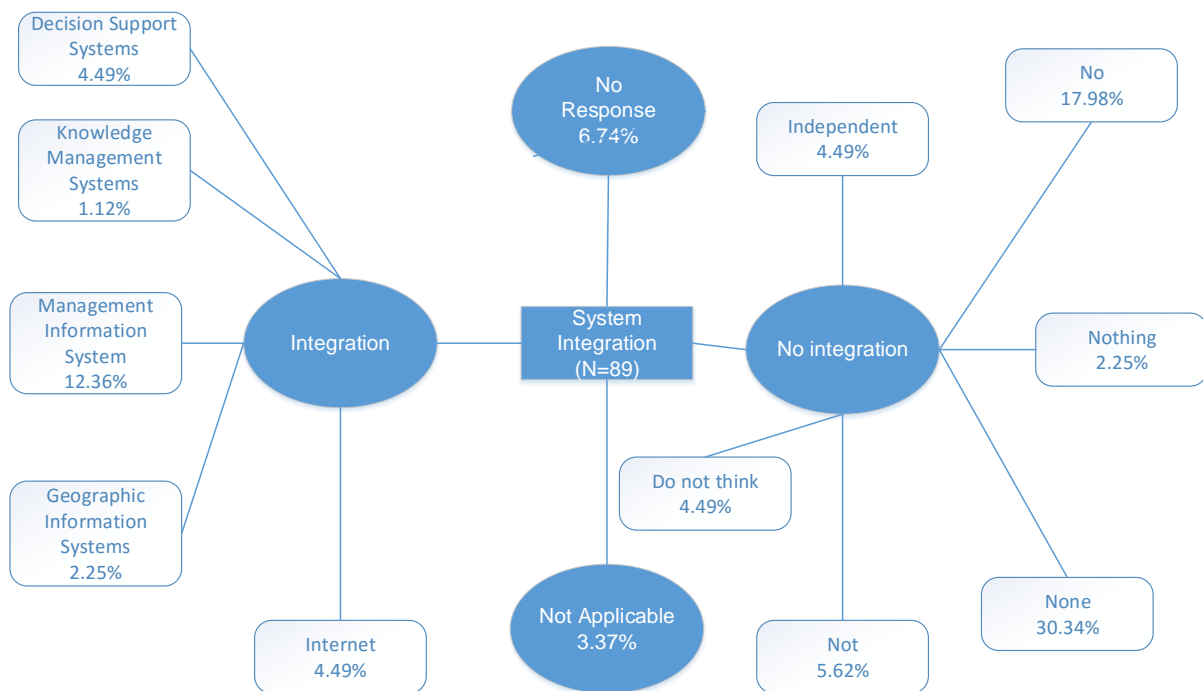 Decision Support
Systems
4.49%
Knowledge
Management
Systems
1.12%
Management
Information
System
12.36%
Geographic
Information
Systems
2.25%
Integration
Internet
4.49%
No
Response
6.74%
System
Integration
(N=89)
Not Applicable
3.37%
Independent
4.49%
No integration
Do not think
4.49%
Not
5.62%
No
17.98%
Nothing
2.25%
None
30.34%